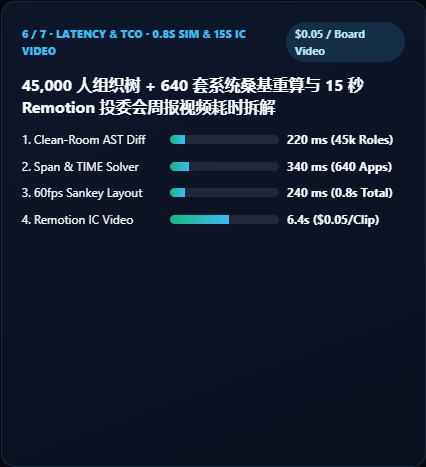 6 / 7 · LATENCY & TCO · 0.8S SIM & 15S IC
VIDEO
$0.05 / Board
Video
45,000 人组织树 + 640 套系统桑基重算与 15 秒
Remotion 投委会周报视频耗时拆解
1. Clean-Room AST Diff 220 ms (45k Roles)
2. Span & TIME Solver 340 ms (640 Apps)
3. 60fps Sankey Layout 240 ms (0.8s Total)
4. Remotion IC Video 6.4s ($0.05/Clip)